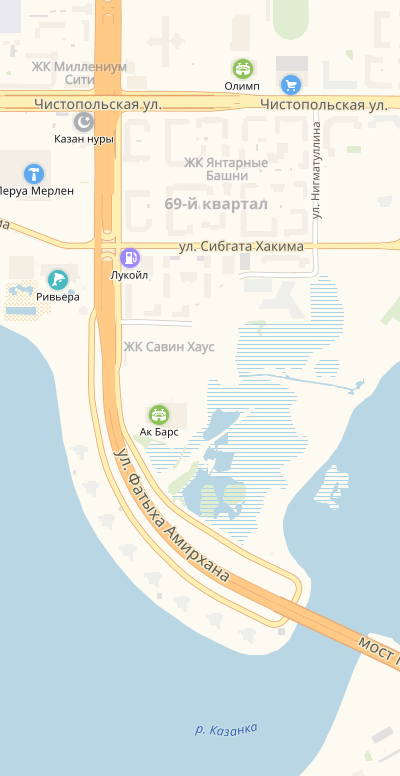 ЖК Миллениум
Сити
Олимп
Чистопольская ул.
Чистопольская ул.
Казан нуры
ул. Нигматуллина
ЖК Янтарные
Башни
Леруа Мерлен
69-й квартал
ул. Сибгата Хакима
Лукойл
Ривьера
ЖК Савин Хаус
Ак Барс
ул. Фатыха Амирхана
мост
р. Казанка